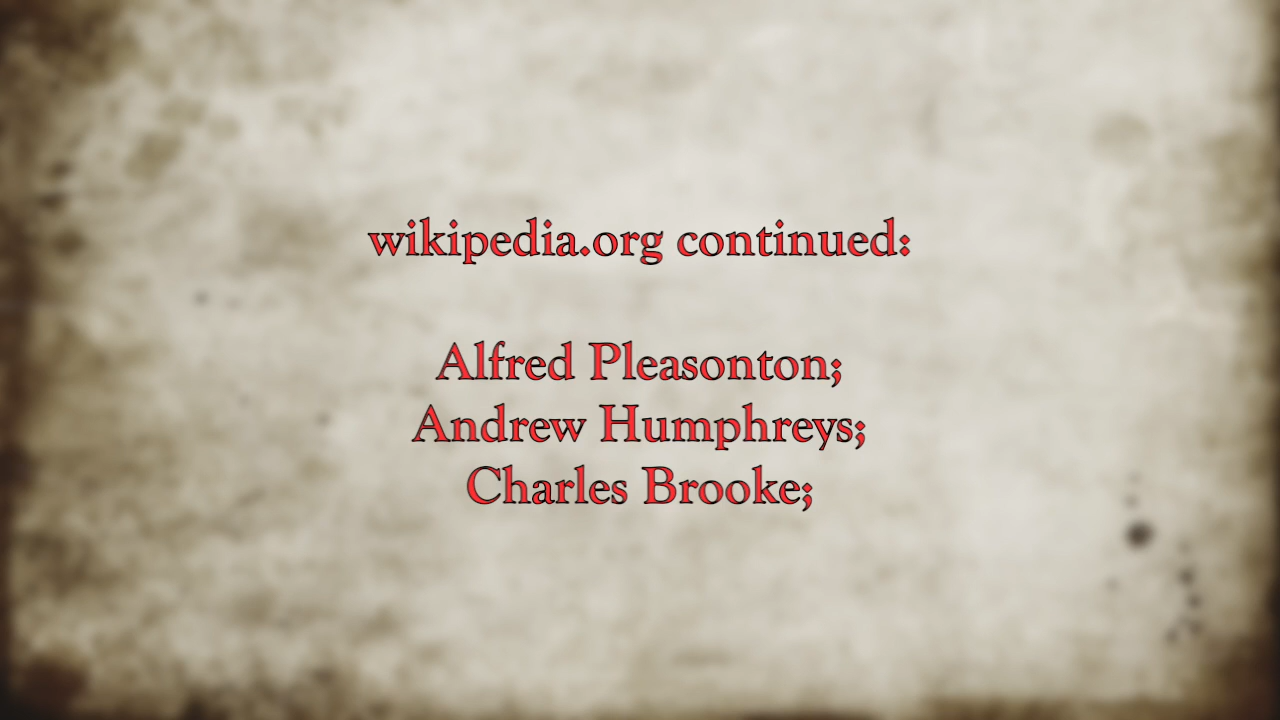 wikipedia.org continued:
Alfred Pleasonton;
Andrew Humphreys;
Charles Brooke;